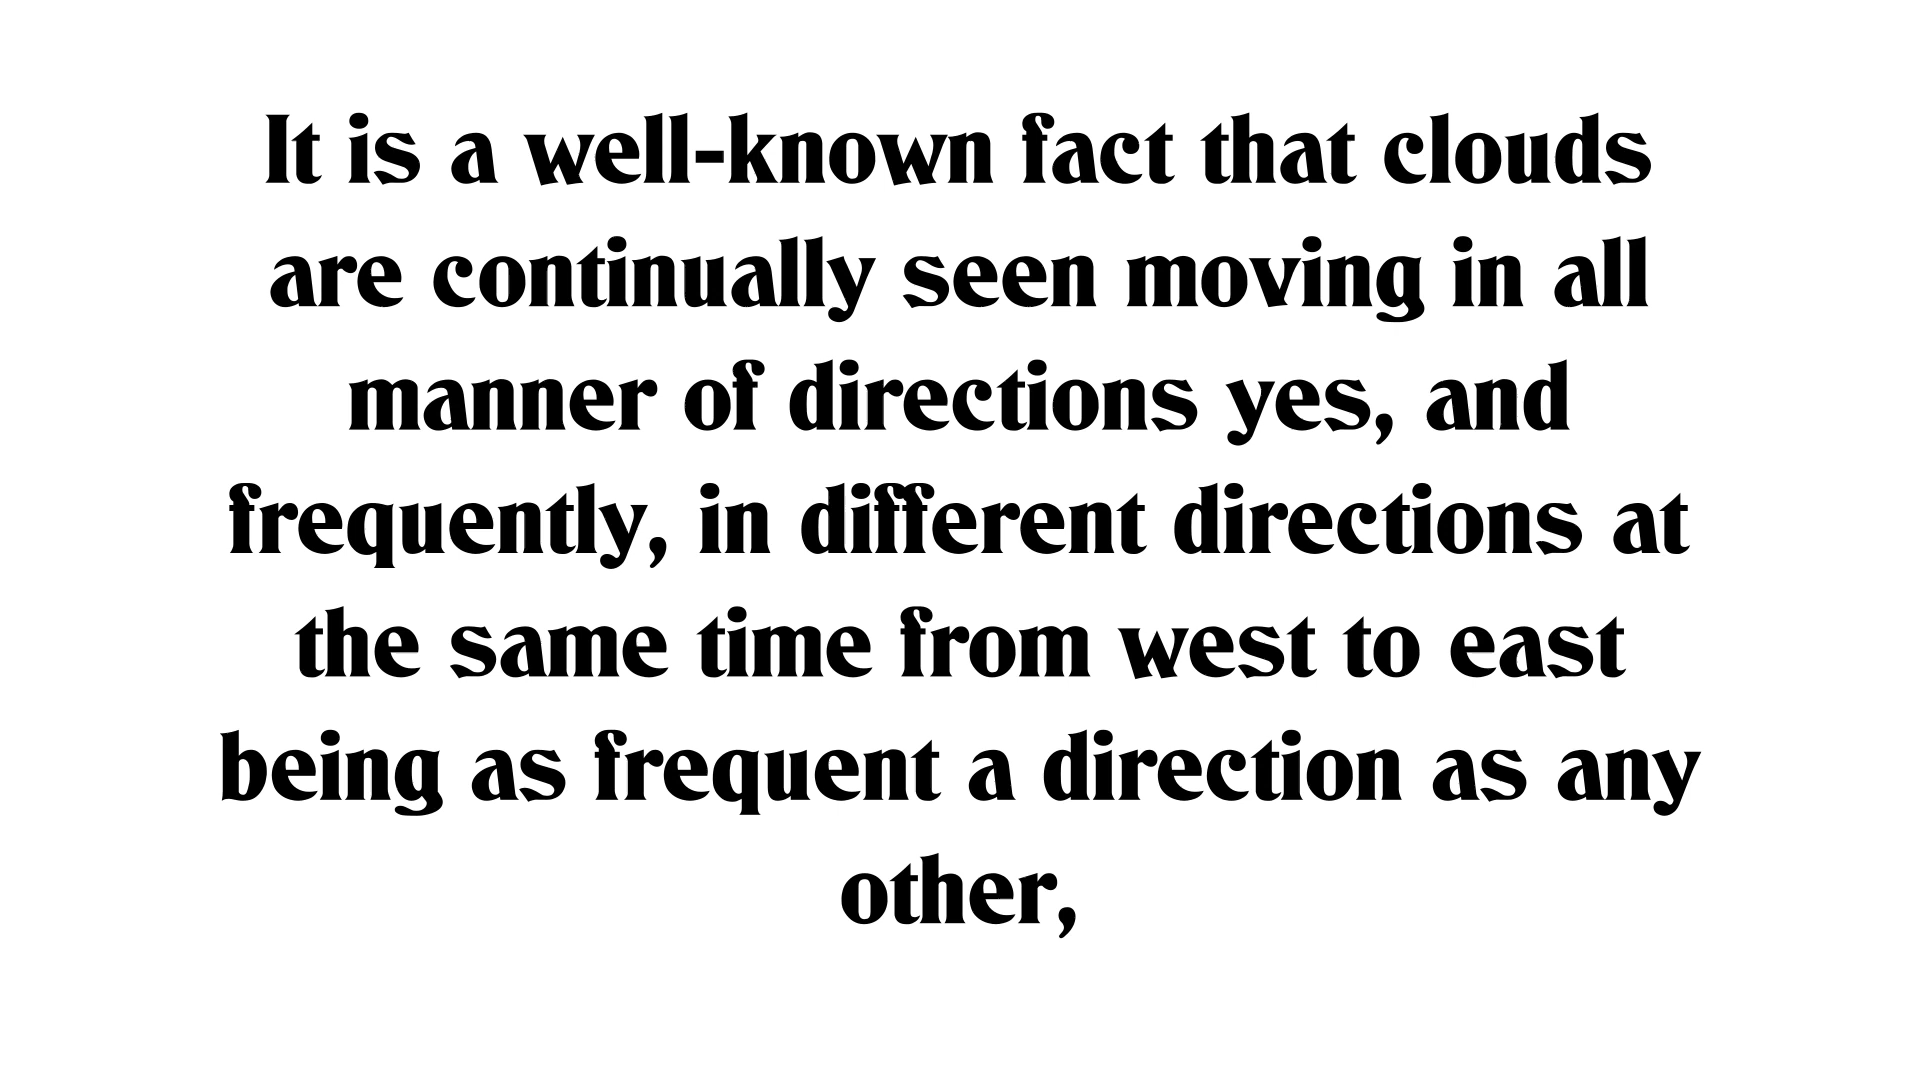 It is a well-known fact that clouds
are continually seen moving in all
manner of directions yes, and
frequently, in different directions at
the same time from west to east
being as frequent a direction as any
other,